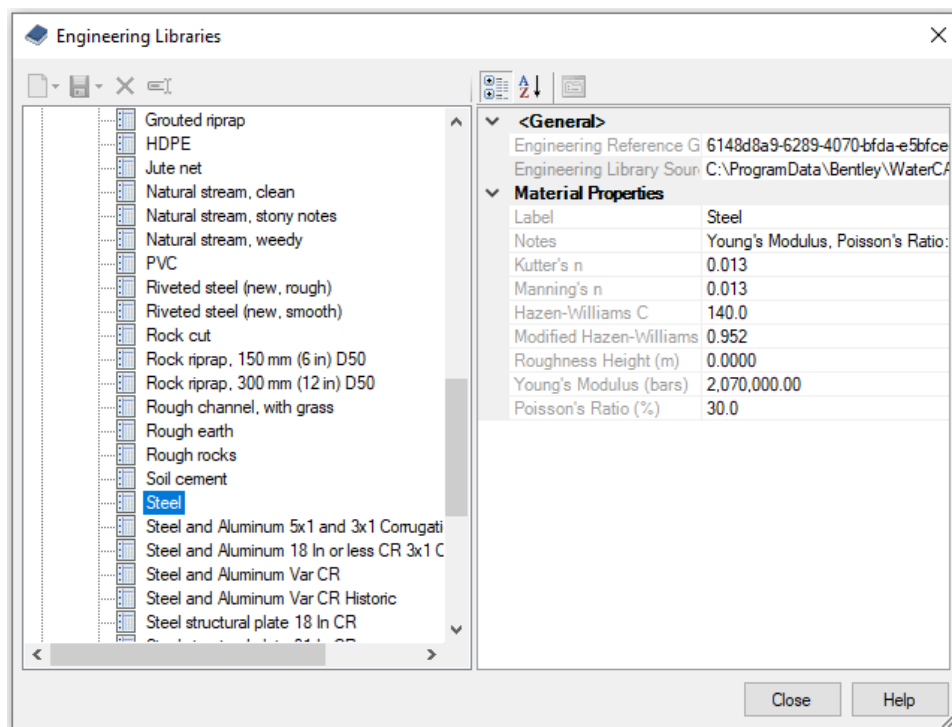 Engineering Libraries
Grouted riprap
HDPE
Jute net
Natural stream, clean
Natural stream, stony notes
Natural stream, weedy
PVC
Riveted steel (new, rough)
Riveted steel (new, smooth)
Rock cut
Rock riprap, 150 mm (6 in) D50
Rock riprap, 300 mm (12 in) D50
Rough channel, with grass
Rough earth
Rough rocks
Soil cement
Steel
Steel and Aluminum 5x1 and 3x1 Corrugati
Steel and Aluminum 18 In or less CR 3x1 C
Steel and Aluminum Var CR
Steel and Aluminum Var CR Historic
Steel structural plate 18 In CR
<General>
Engineering Reference G 6148d8a9-6289-4070-bfda-e5bfce
Engineering Library Sour C:\ProgramData\Bentley\WaterCA
Material Properties
Label Steel
Notes Young's Modulus, Poisson's Ratio:
Kutter's n 0.013
Manning's n 0.013
Hazen-Williams C 140.0
Modified Hazen-Williams 0.952
Roughness Height (m) 0.0000
Young's Modulus (bars) 2,070,000.00
Poisson's Ratio (%) 30.0
Close
Help